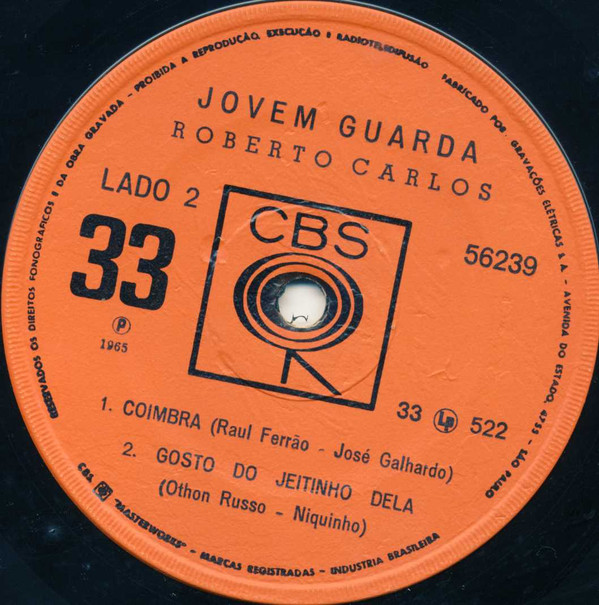 RESERVADOS OS DIREITOS FONOGRÁFICOS E DA OBRA GRAVADA - PROIBIDA A REPRODUÇÃO, EXECUÇÃO E RADIOTELEDIFUSÃO
FABRICADO POR GRAVAÇÕES ELÉTRICAS S A. - AVENIDA DO ESTADO, 4755 - SÃO PAULO
JOVEM GUARDA
ROBERTO CARLOS
LADO 2
CBS
33
56239
℗
1965
33 Lp 522
1. COIMBRA (Raul Ferrão - José Galhardo)
2. GOSTO DO JEITINHO DELA
(Othon Russo - Niquinho)
CBS "MASTERWORKS" - MARCAS REGISTRADAS - INDUSTRIA BRASILEIRA